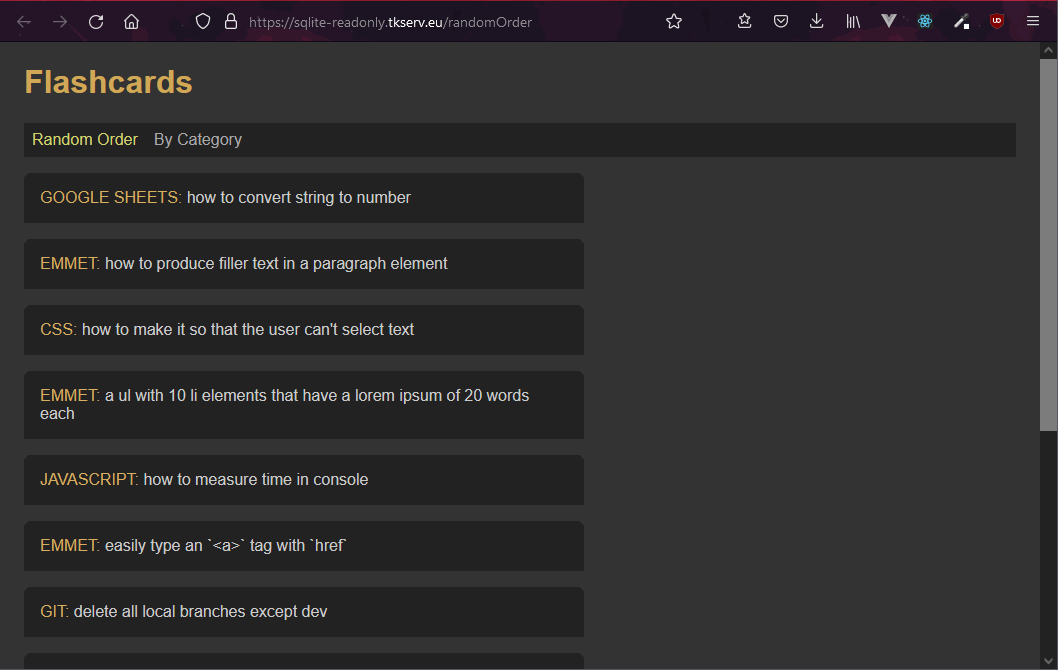 https://sqlite-readonly.tkserv.eu/randomOrder
Flashcards
Random Order By Category
GOOGLE SHEETS: how to convert string to number
EMMET: how to produce filler text in a paragraph element
CSS: how to make it so that the user can't select text
EMMET: a ul with 10 li elements that have a lorem ipsum of 20 words
each
JAVASCRIPT: how to measure time in console
EMMET: easily type an `<a>` tag with `href`
GIT: delete all local branches except dev